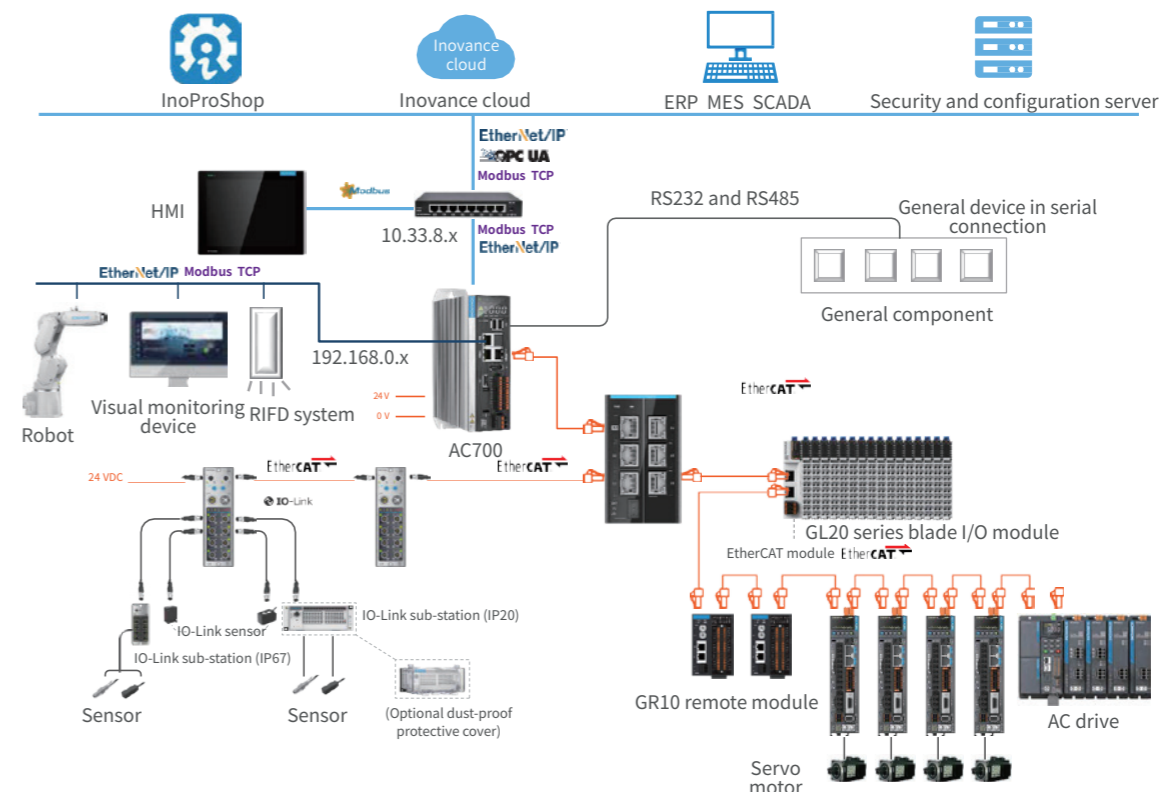 Inovance
cloud
InoProShop
Inovance cloud
ERP MES SCADA
Security and configuration server
EtherNet/IP
OPC UA
Modbus TCP
Modbus
HMI
10.33.8.x
Modbus TCP
EtherNet/IP
RS232 and RS485
General device in serial
connection
General component
EtherNet/IP Modbus TCP
192.168.0.x
Robot
Visual monitoring
device
RIFD system
24 V
0 V
AC700
EtherCAT
24 VDC
EtherCAT
EtherCAT
IO-Link
GL20 series blade I/O module
EtherCAT module EtherCAT
IO-Link sensor
IO-Link sub-station (IP20)
IO-Link sub-station (IP67)
Sensor
Sensor
(Optional dust-proof
protective cover)
GR10 remote module
AC drive
Servo
motor